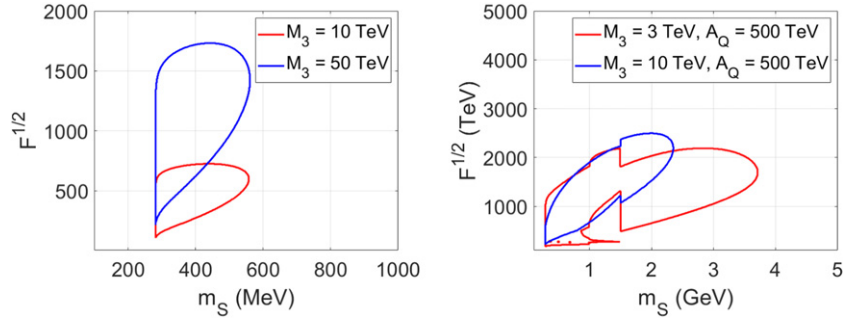 2000
1500
1000
500
F^{1/2}
M_3 = 10 TeV
M_3 = 50 TeV
200 400 600 800 1000
m_S (MeV)
5000
4000
3000
2000
1000
F^{1/2} (TeV)
M_3 = 3 TeV, A_Q = 500 TeV
M_3 = 10 TeV, A_Q = 500 TeV
1 2 3 4 5
m_S (GeV)